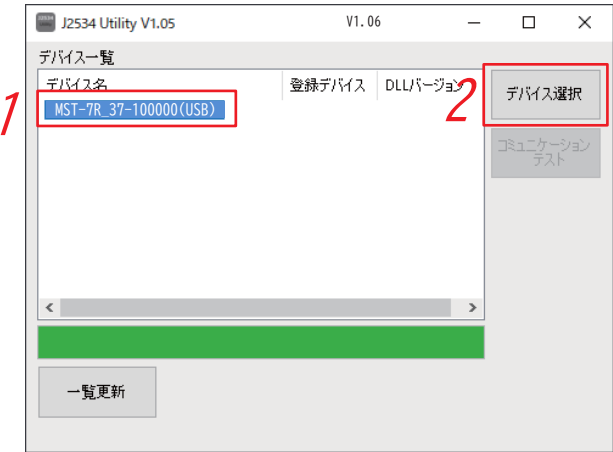 J2534 Utility V1.05 V1.06
デバイス一覧
デバイス名 登録デバイス DLLバージョン
MST-7R_37-100000(USB)
1
2
デバイス選択
コミュニケーション
テスト
一覧更新